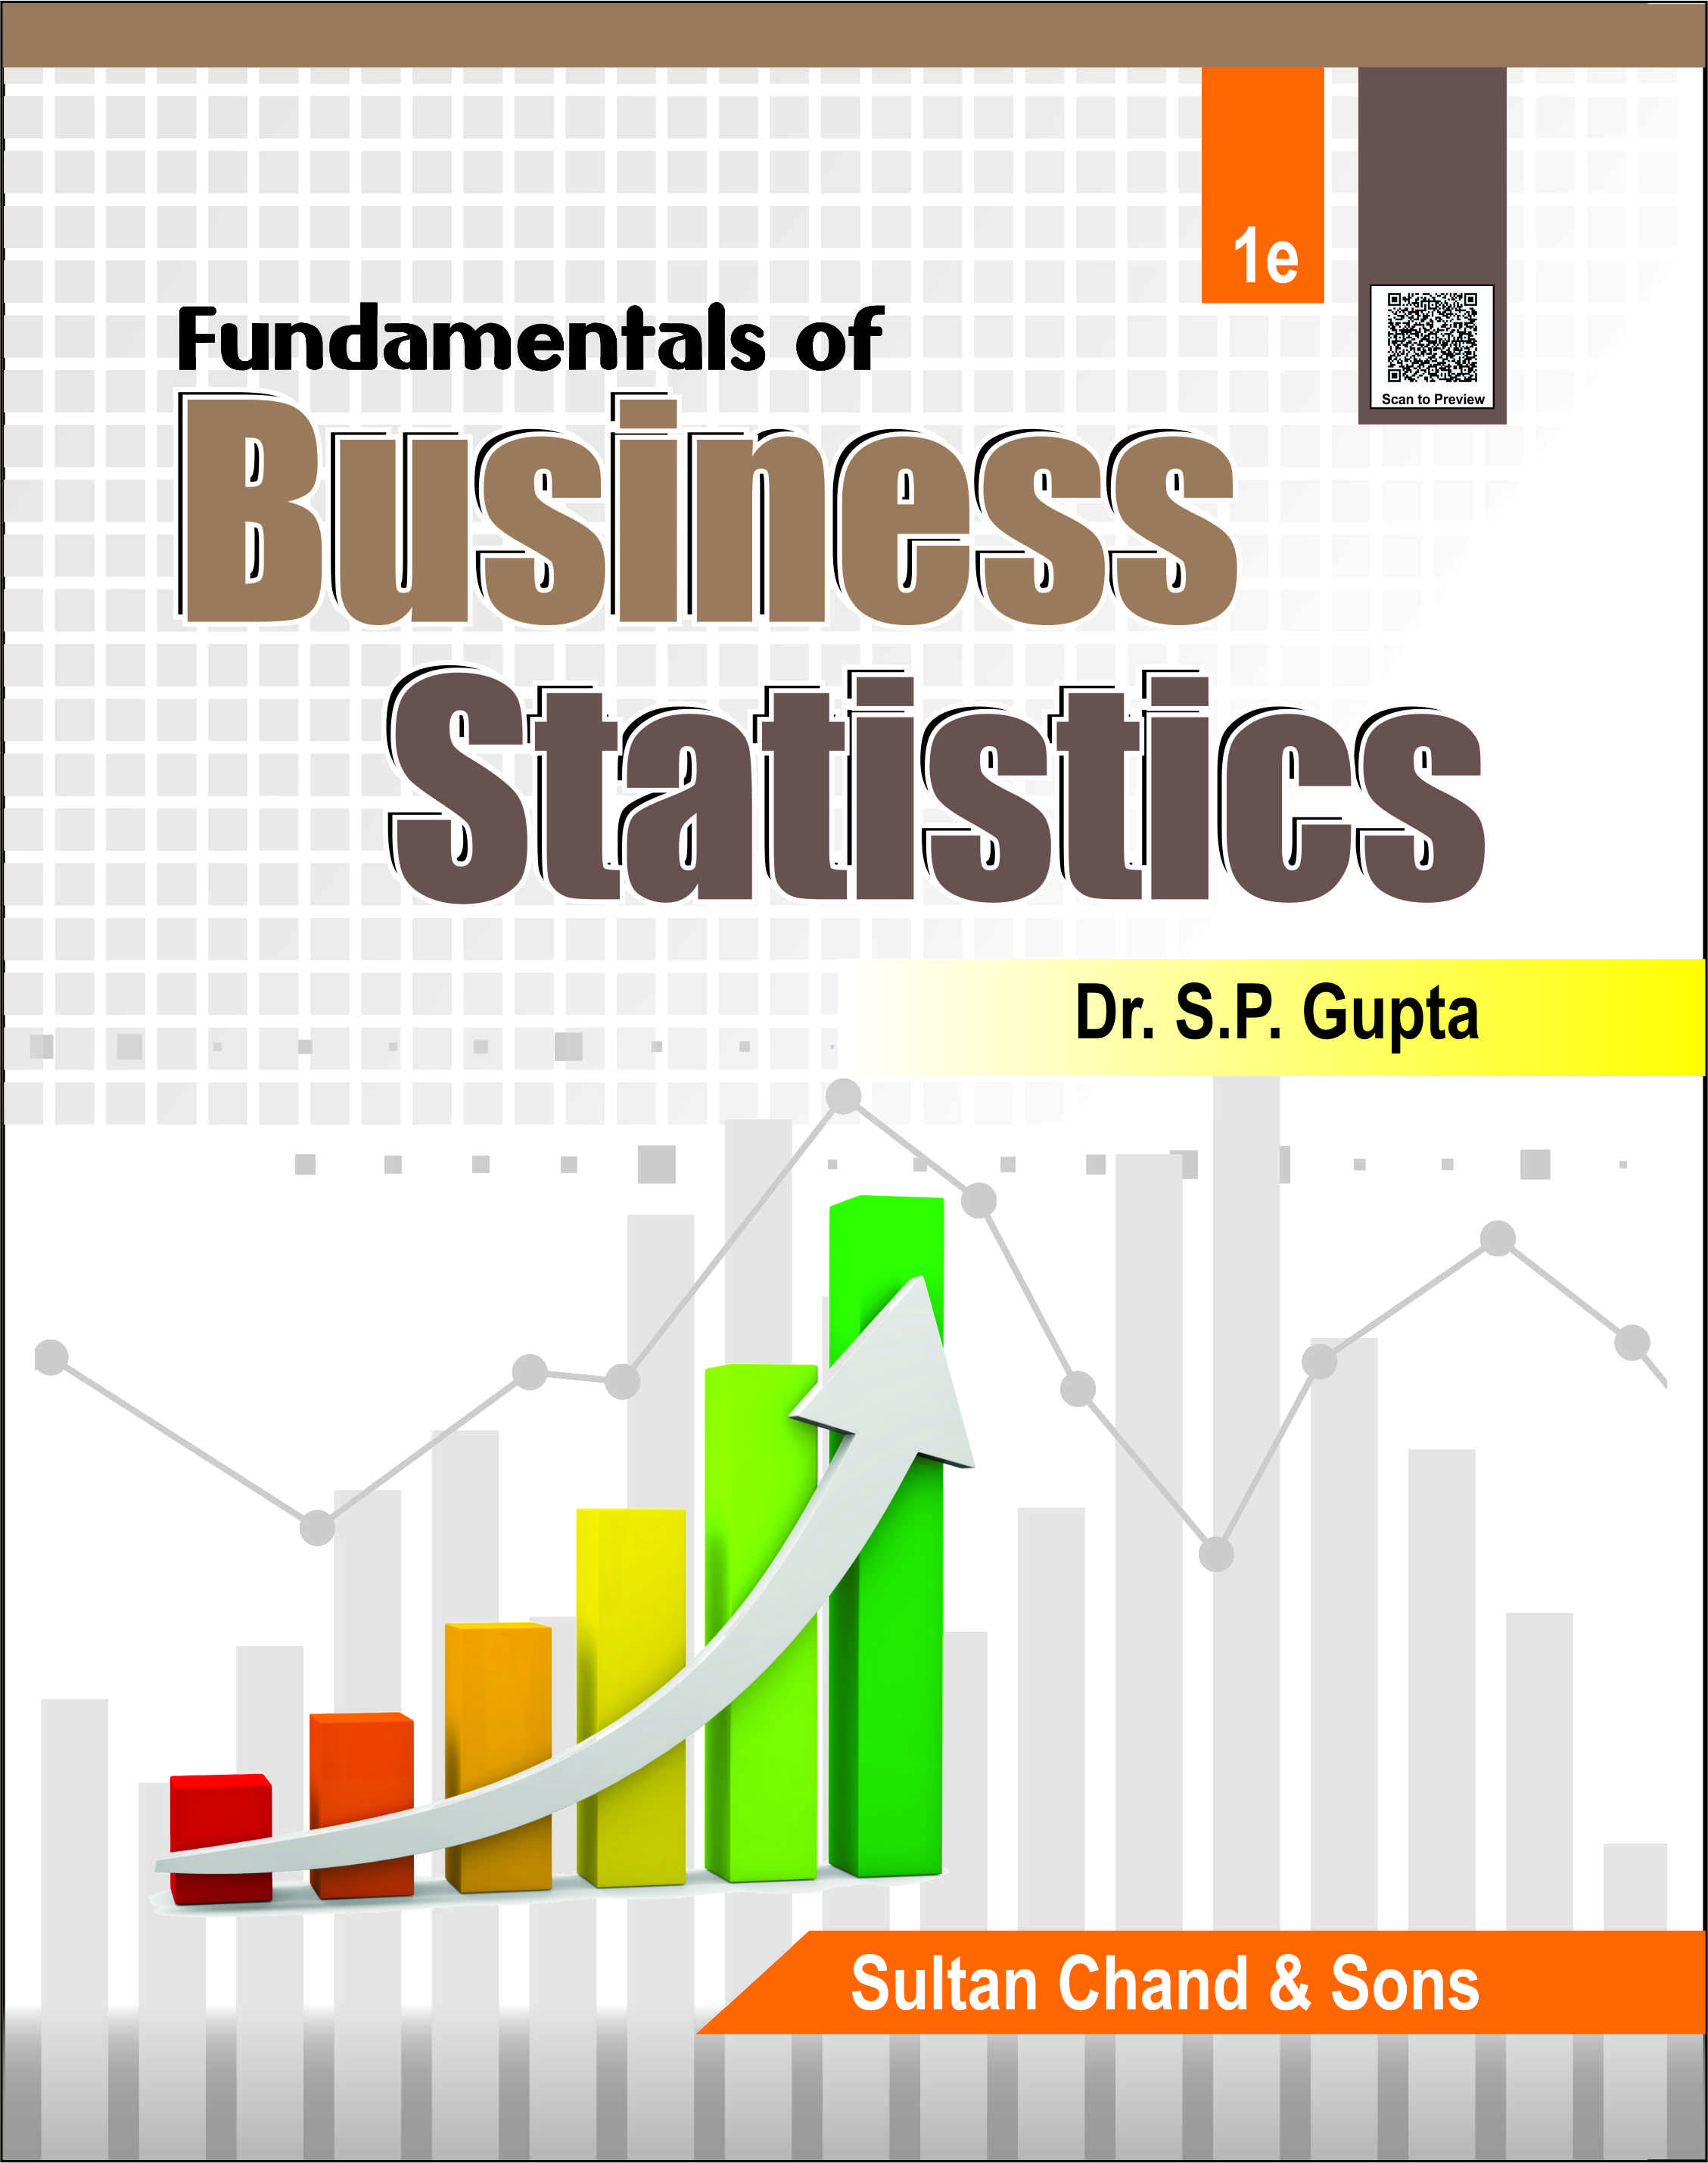 1e
Scan to Preview
Fundamentals of
Business
Statistics
Dr. S.P. Gupta
Sultan Chand & Sons